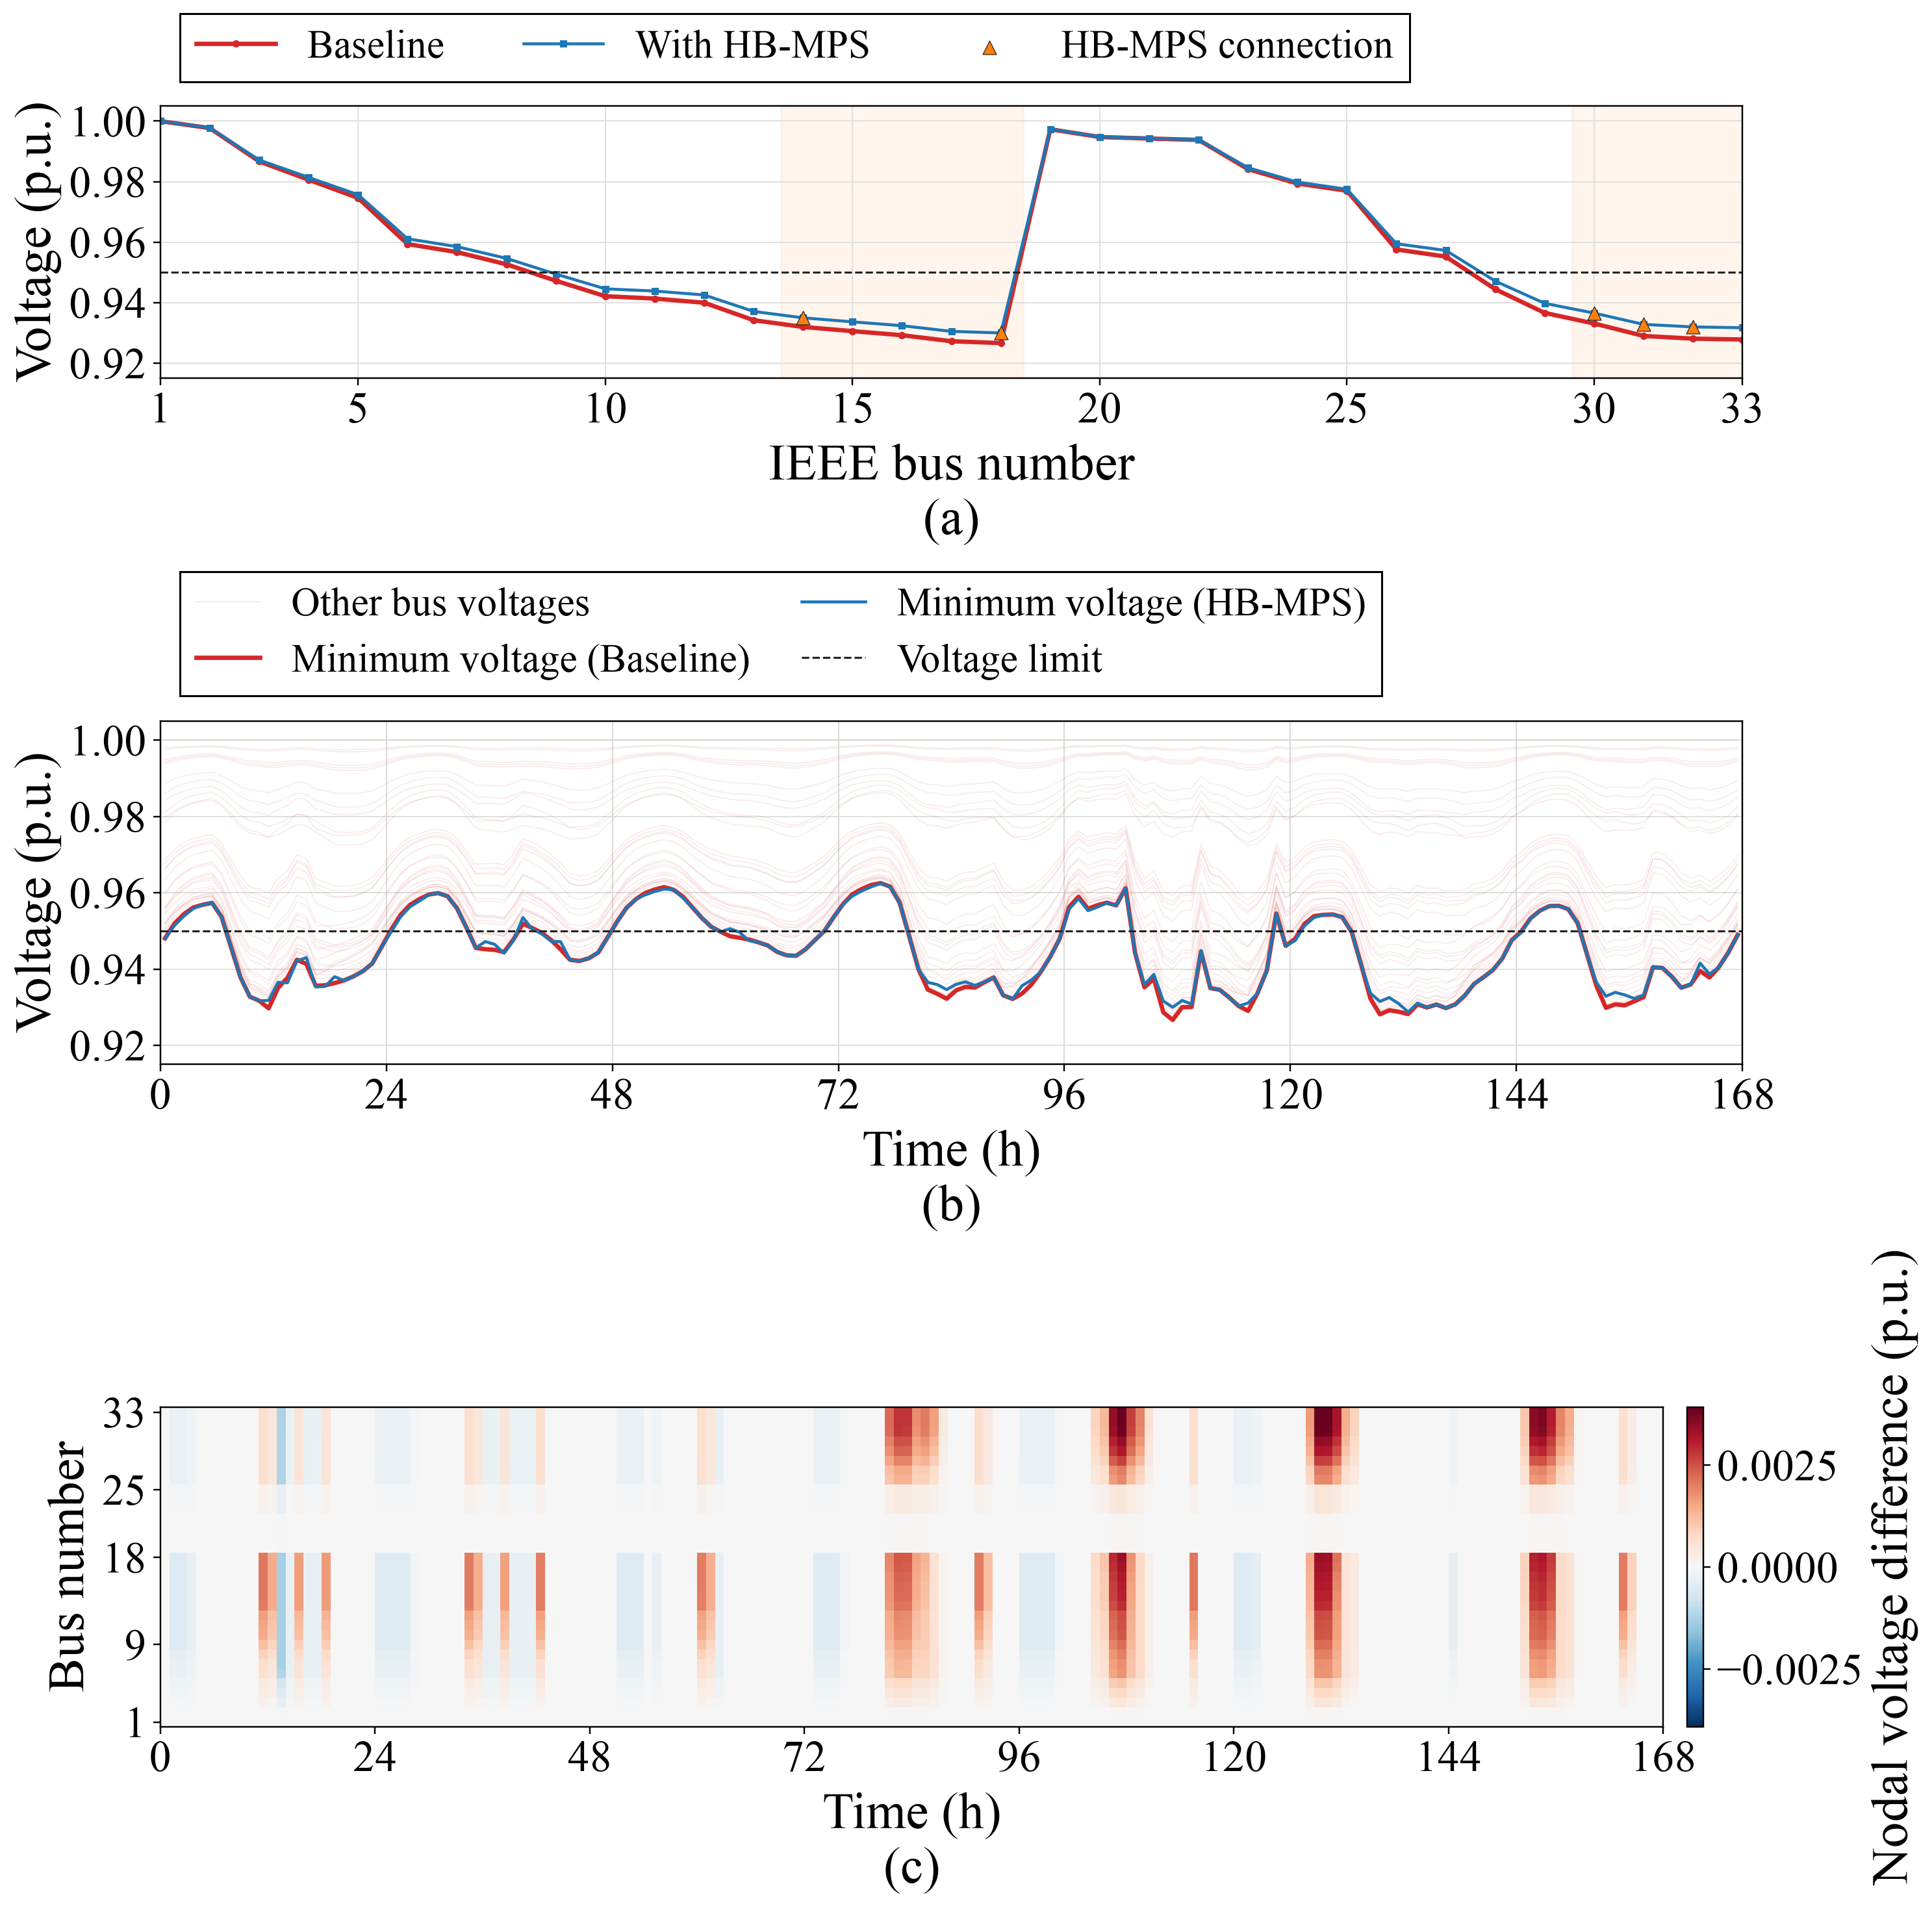 Baseline With HB-MPS HB-MPS connection
Voltage (p.u.)
1.00
0.98
0.96
0.94
0.92
1 5 10 15 20 25 30 33
IEEE bus number
(a)
Other bus voltages Minimum voltage (HB-MPS)
Minimum voltage (Baseline) Voltage limit
Voltage (p.u.)
1.00
0.98
0.96
0.94
0.92
0 24 48 72 96 120 144 168
Time (h)
(b)
Bus number
33
25
18
9
1
0 24 48 72 96 120 144 168
Time (h)
(c)
0.0025
0.0000
−0.0025
Nodal voltage difference (p.u.)